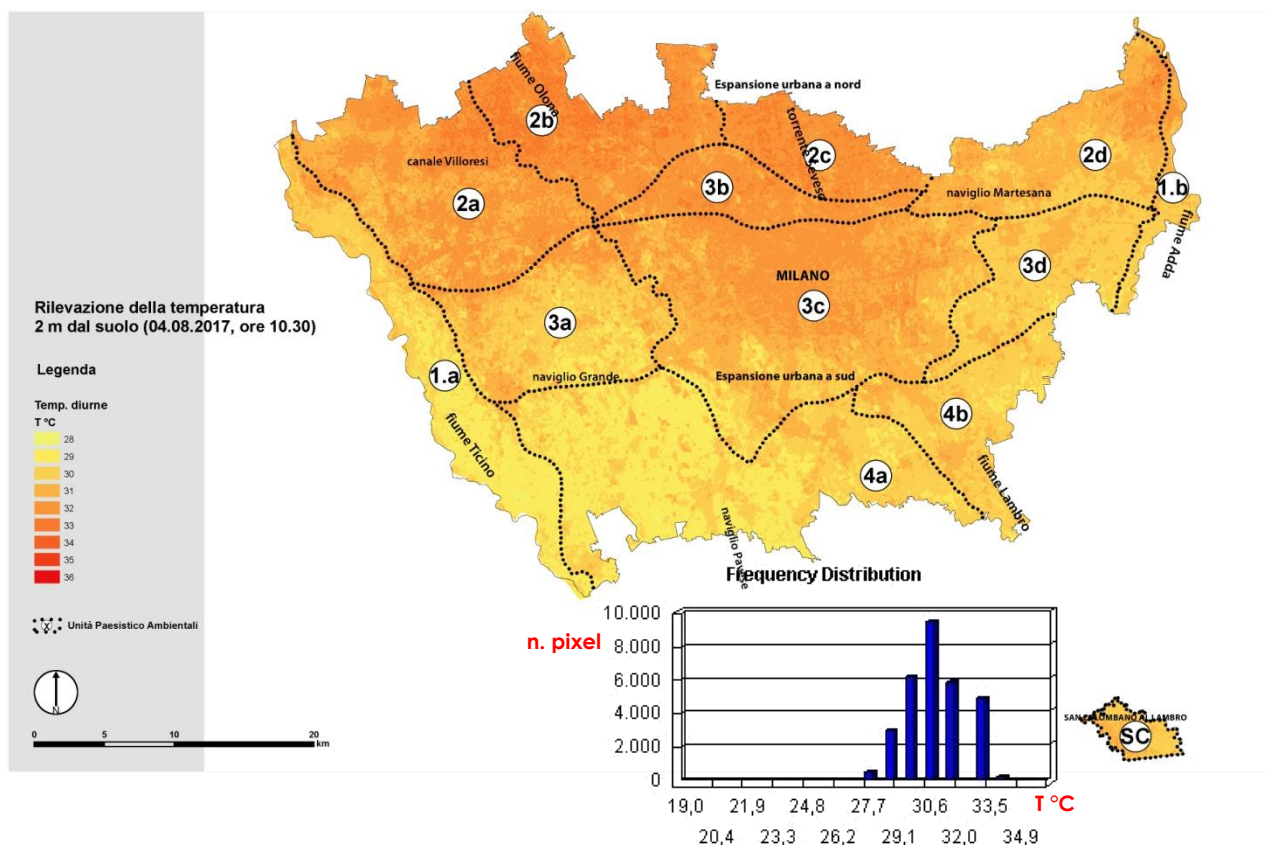 fiume Olona
Espansione urbana a nord
2b
torrente Seveso
2c
2d
canale Villoresi
3b
1.b
2a
naviglio Martesana
fiume Adda
3d
MILANO
3c
Rilevazione della temperatura
2 m dal suolo (04.08.2017, ore 10.30)
3a
Legenda
1.a
naviglio Grande
Espansione urbana a sud
Temp. diurne
T °C
28
29
30
31
32
33
34
35
36
4b
fiume Ticino
4a
fiume Lambro
naviglio Pavese
Frequency Distribution
X Unità Paesistico Ambientali
n. pixel
10.000
8.000
6.000
4.000
2.000
0
N
0 5 10 20
km
SAN COLOMBANO AL LAMBRO
SC
19,0 21,9 24,8 27,7 30,6 33,5 T °C
20,4 23,3 26,2 29,1 32,0 34,9